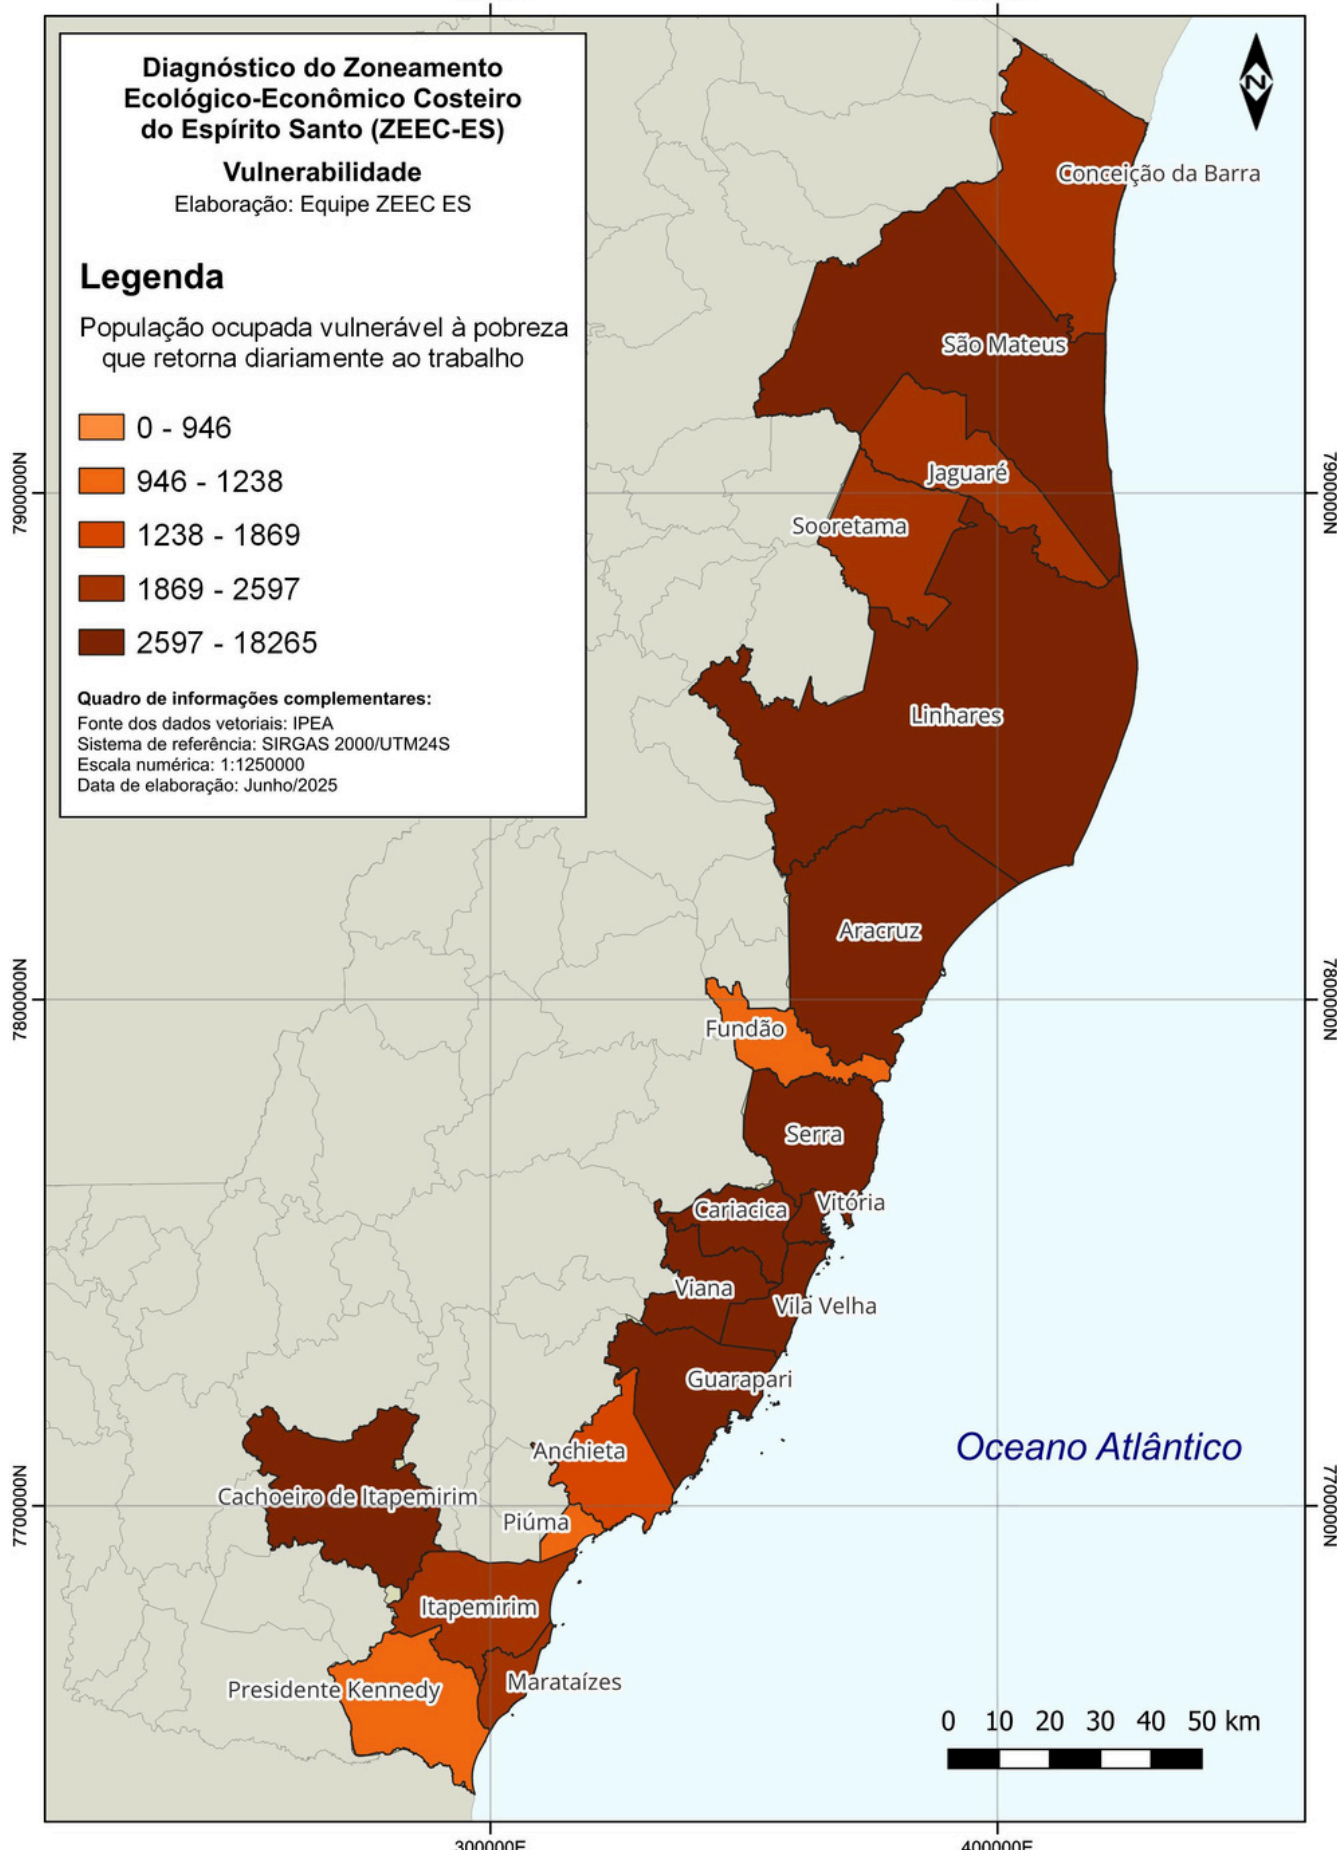 Diagnóstico do Zoneamento
Ecológico-Econômico Costeiro
do Espírito Santo (ZEEC-ES)
Vulnerabilidade
Elaboração: Equipe ZEEC ES
Legenda
População ocupada vulnerável à pobreza
que retorna diariamente ao trabalho
0 - 946
946 - 1238
1238 - 1869
1869 - 2597
2597 - 18265
Quadro de informações complementares:
Fonte dos dados vetoriais: IPEA
Sistema de referência: SIRGAS 2000/UTM24S
Escala numérica: 1:1250000
Data de elaboração: Junho/2025
N
Conceição da Barra
São Mateus
Jaguaré
Sooretama
Linhares
Aracruz
Fundão
Serra
Cariacica
Vitória
Viana
Vila Velha
Guarapari
Anchieta
Cachoeiro de Itapemirim
Piúma
Itapemirim
Presidente Kennedy
Marataízes
Oceano Atlântico
0 10 20 30 40 50 km
7900000N
7900000N
7800000N
7800000N
7700000N
7700000N
300000E
400000E